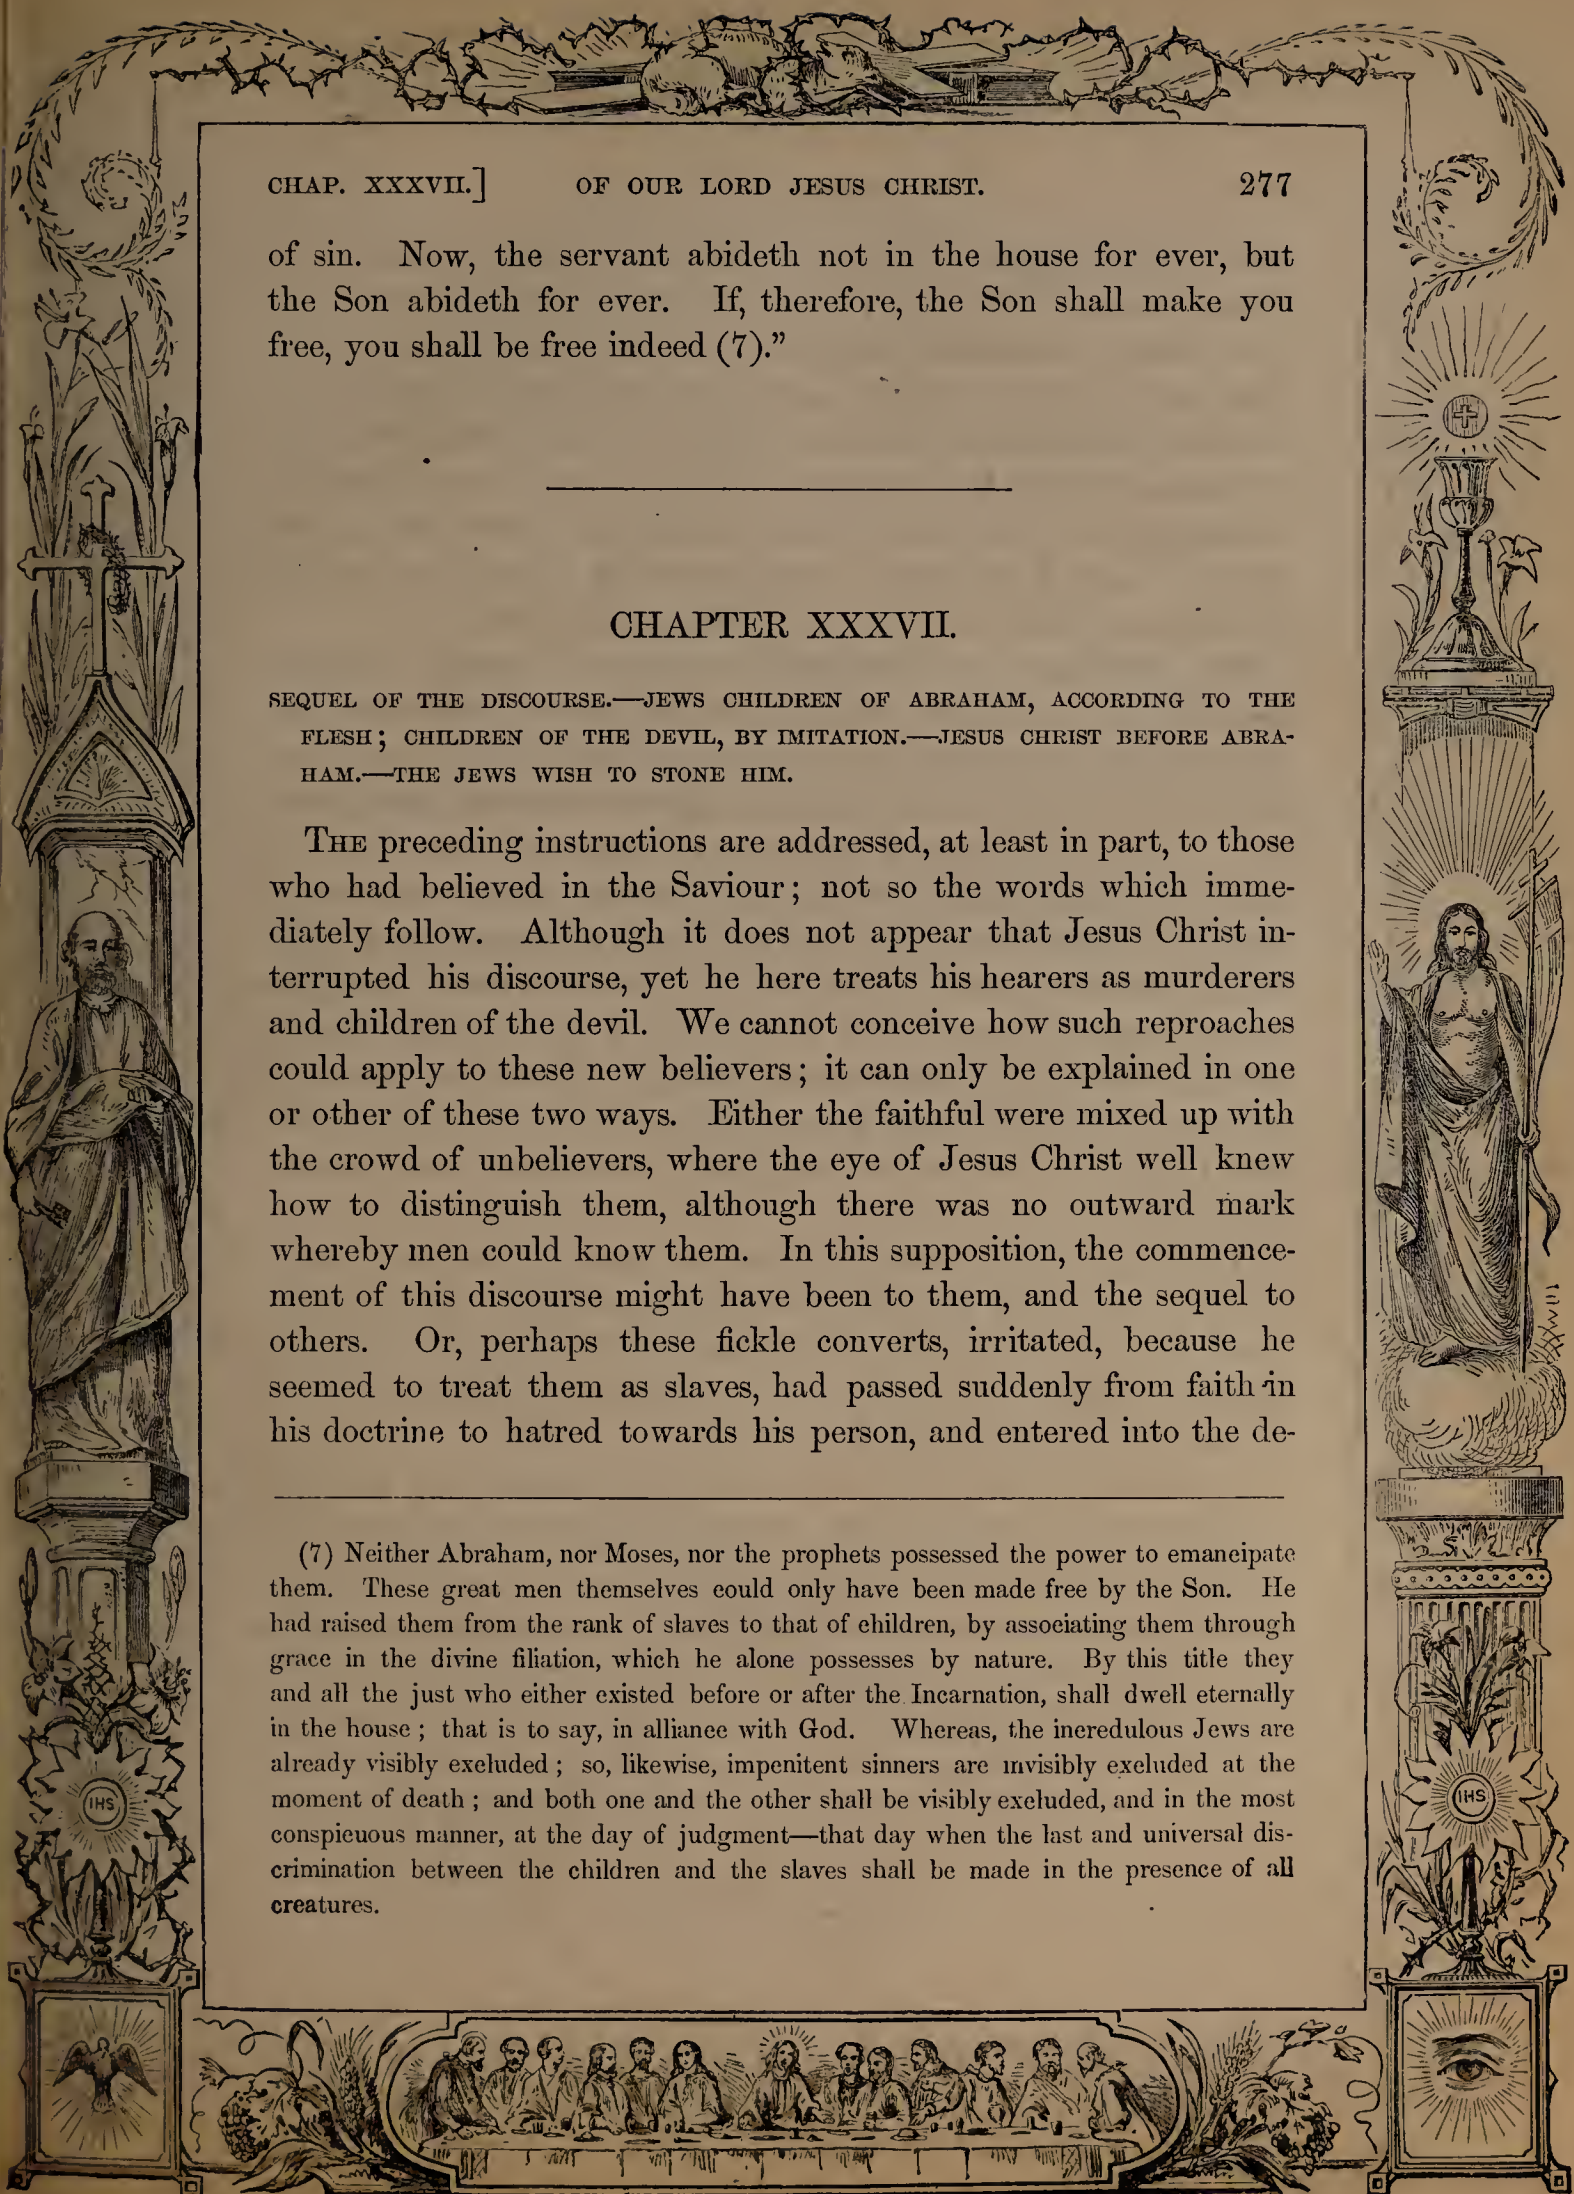 CHAP. XXXVII.] OF OUR LORD JESUS CHRIST. 277
of sin. Now, the servant abideth not in the house for ever, but
the Son abideth for ever. If, therefore, the Son shall make you
free, you shall be free indeed (7).”
CHAPTER XXXVII.
SEQUEL OF THE DISCOURSE.—JEWS CHILDREN OF ABRAHAM, ACCORDING TO THE
FLESH; CHILDREN OF THE DEVIL, BY IMITATION.—JESUS CHRIST BEFORE ABRA-
HAM.—THE JEWS WISH TO STONE HIM.
THE preceding instructions are addressed, at least in part, to those
who had believed in the Saviour; not so the words which imme-
diately follow. Although it does not appear that Jesus Christ in-
terrupted his discourse, yet he here treats his hearers as murderers
and children of the devil. We cannot conceive how such reproaches
could apply to these new believers; it can only be explained in one
or other of these two ways. Either the faithful were mixed up with
the crowd of unbelievers, where the eye of Jesus Christ well knew
how to distinguish them, although there was no outward mark
whereby men could know them. In this supposition, the commence-
ment of this discourse might have been to them, and the sequel to
others. Or, perhaps these fickle converts, irritated, because he
seemed to treat them as slaves, had passed suddenly from faith in
his doctrine to hatred towards his person, and entered into the de-
(7) Neither Abraham, nor Moses, nor the prophets possessed the power to emancipate
them. These great men themselves could only have been made free by the Son. He
had raised them from the rank of slaves to that of children, by associating them through
grace in the divine filiation, which he alone possesses by nature. By this title they
and all the just who either existed before or after the Incarnation, shall dwell eternally
in the house; that is to say, in alliance with God. Whereas, the incredulous Jews are
already visibly excluded; so, likewise, impenitent sinners are invisibly excluded at the
moment of death; and both one and the other shall be visibly excluded, and in the most
conspicuous manner, at the day of judgment—that day when the last and universal dis-
crimination between the children and the slaves shall be made in the presence of all
creatures.
IHS
IHS